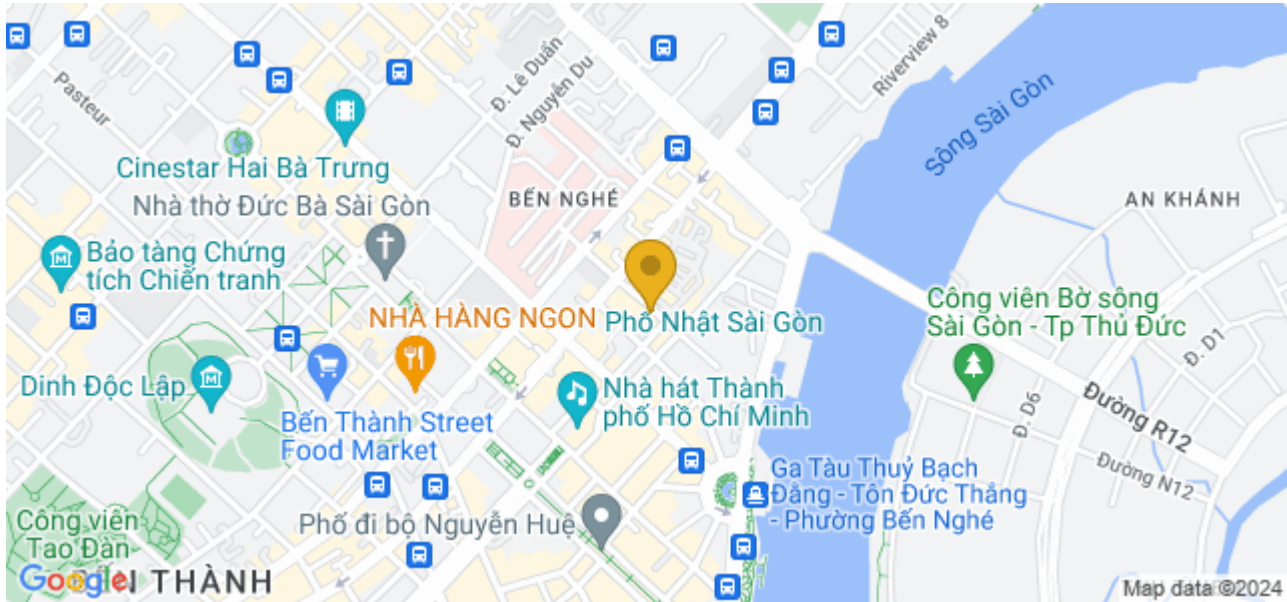 Pasteur
Đ. Lê Duẩn
Đ. Nguyễn Du
Riverview 8
Sông Sài Gòn
Cinestar Hai Bà Trưng
Nhà thờ Đức Bà Sài Gòn
BẾN NGHÉ
AN KHÁNH
Bảo tàng Chứng
tích Chiến tranh
NHÀ HÀNG NGON
Phố Nhật Sài Gòn
Công viên Bờ sông
Sài Gòn - Tp Thủ Đức
Đ. D1
Dinh Độc Lập
Bến Thành Street
Food Market
Nhà hát Thành
phố Hồ Chí Minh
Đ. D6
Đường R12
Đường N12
Ga Tàu Thuỷ Bạch
Đằng - Tôn Đức Thắng
- Phường Bến Nghé
Phố đi bộ Nguyễn Huệ
Công viên
Tao Đàn
Google
THÀNH
Map data ©2024